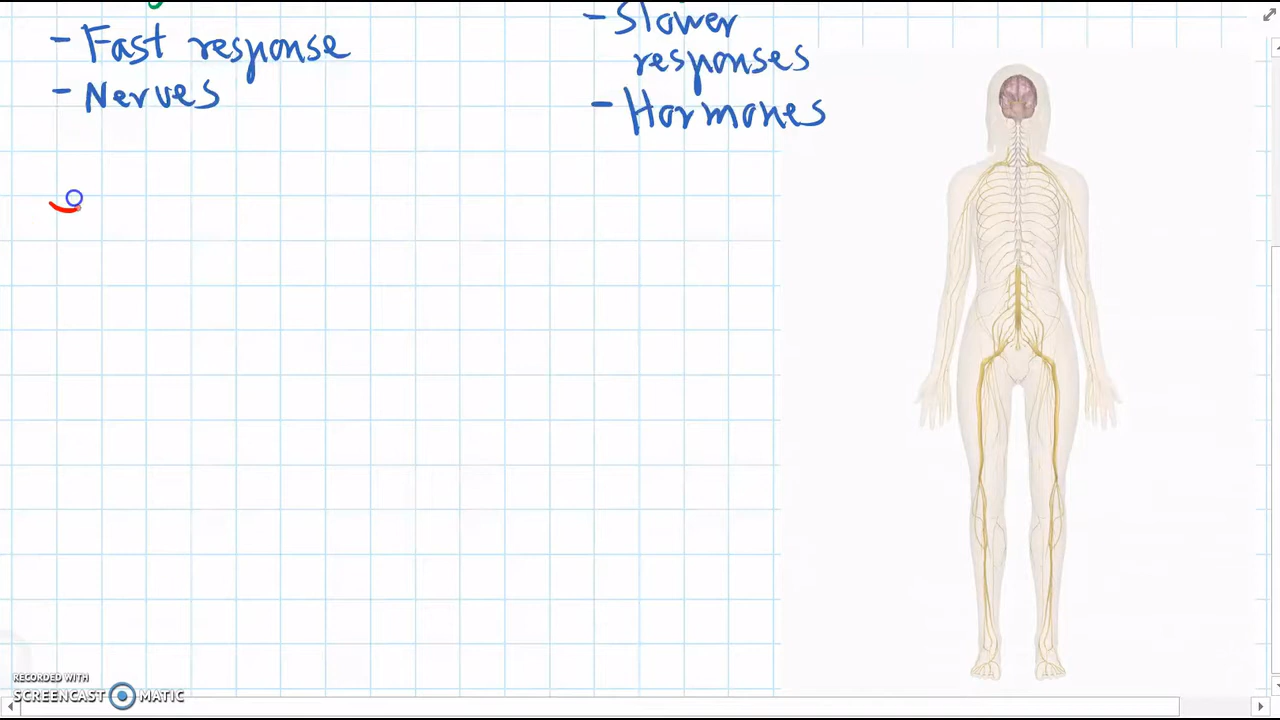 - Fast response
- Nerves
- Slower
responses
- Hormones
RECORDED WITH
SCREENCAST MATIC